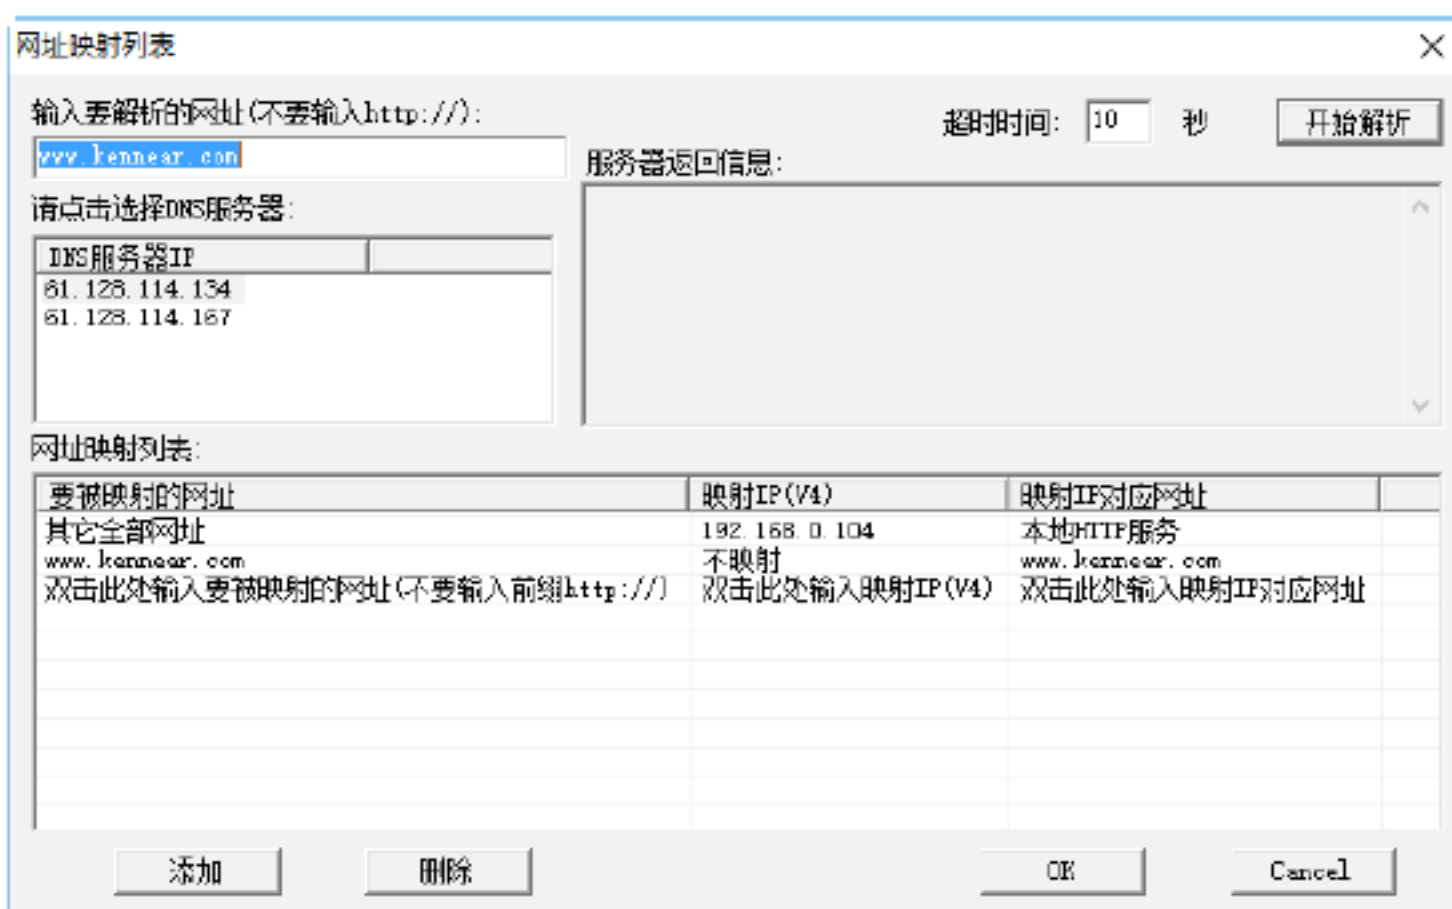 网址映射列表
输入要解析的网址(不要输入http://):
超时时间: 10 秒 开始解析
www.kennear.com
服务器返回信息:
请点击选择DNS服务器:
DNS服务器IP
61.128.114.134
61.128.114.167
网址映射列表:
要被映射的网址 映射IP(V4) 映射IP对应网址
其它全部网址 192.168.0.104 本地HTTP服务
www.kennear.com 不映射 www.kennear.com
双击此处输入要被映射的网址(不要输入前缀http://) 双击此处输入映射IP(V4) 双击此处输入映射IP对应网址
添加 删除 OK Cancel